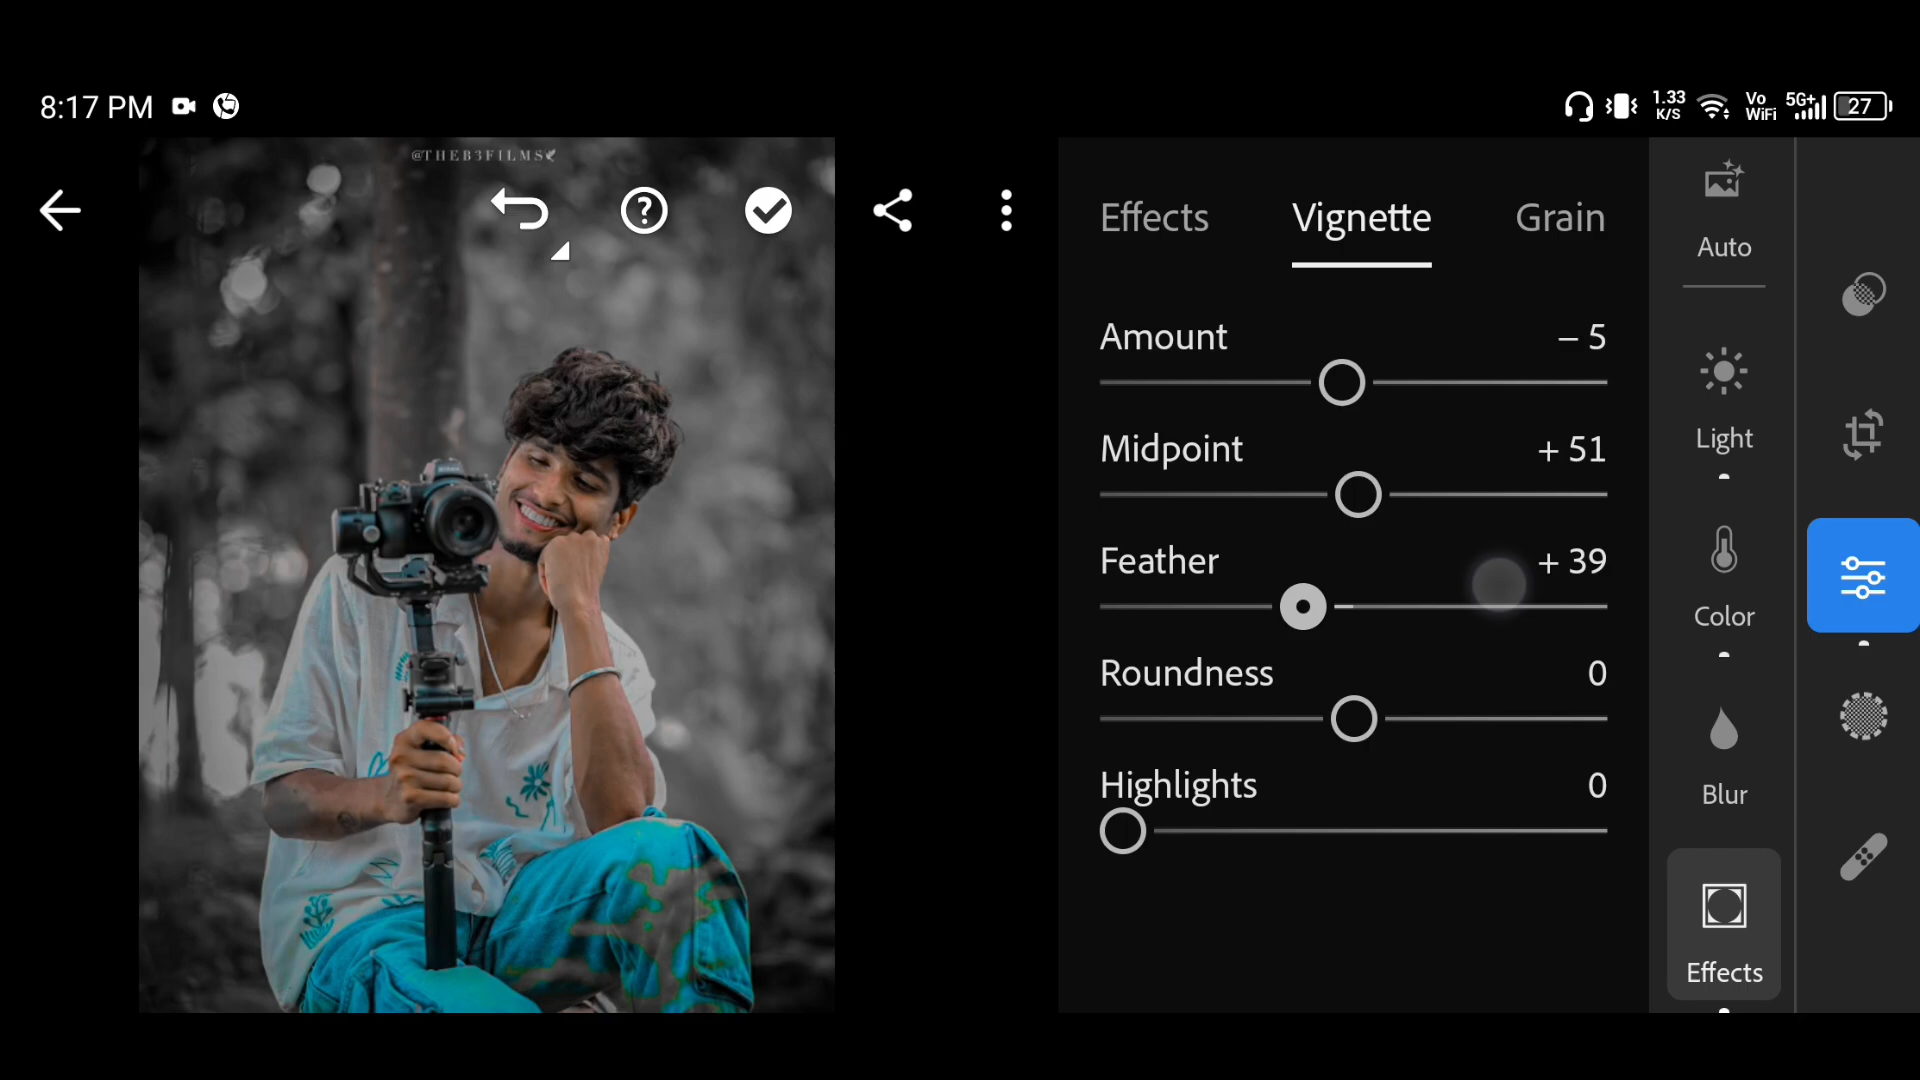 8:17 PM
1.33
K/S
Vo
WiFi
5G+
27
@THEB3FILMS
Effects
Vignette
Grain
Amount
– 5
Midpoint
+ 51
Feather
+ 39
Roundness
0
Highlights
0
Auto
Light
Color
Blur
Effects